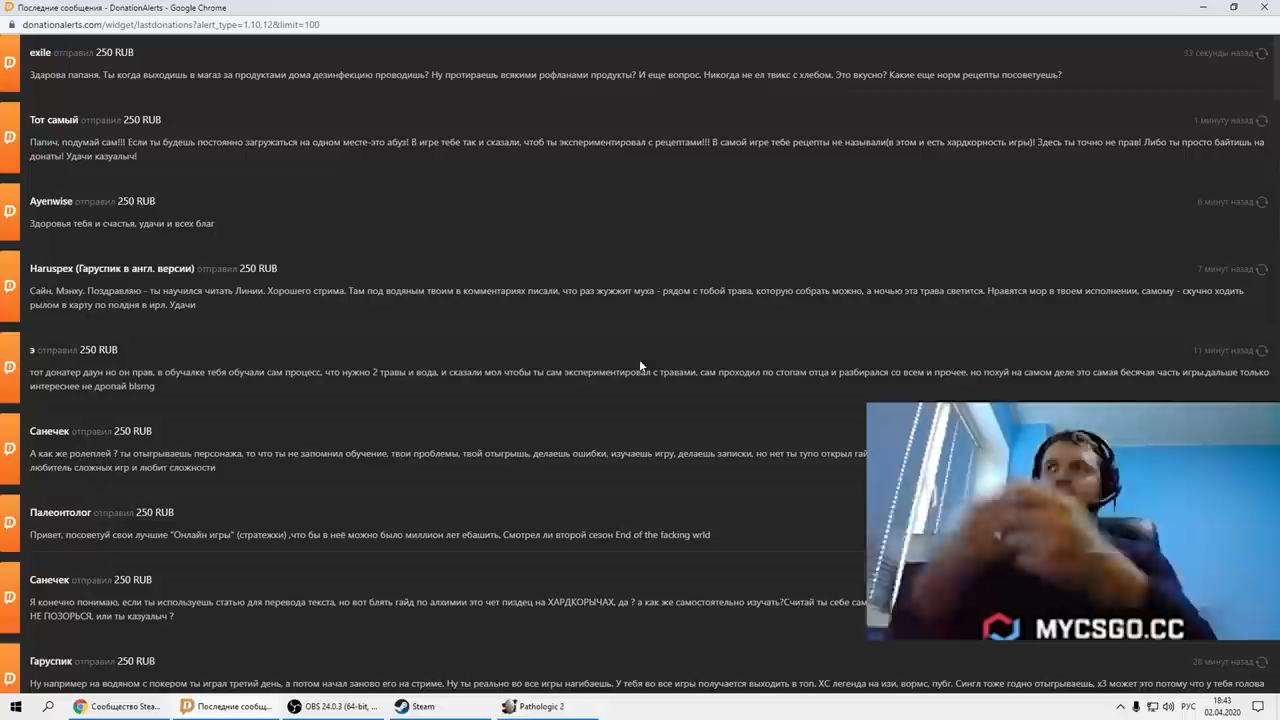 Последние сообщения - DonationAlerts - Google Chrome
donationalerts.com/widget/lastdonations?alert_type=1.10,12&limit=100
exile отправил 250 RUB
33 секунды назад
Здарова папаня. Ты когда выходишь в магаз за продуктами дома дезинфекцию проводишь? Ну протираешь всякими рофланами продукты? И еще вопрос. Никогда не ел твикс с хлебом. Это вкусно? Какие еще норм рецепты посоветуешь?
Тот самый отправил 250 RUB
1 минуту назад
Папич, подумай сам!!! Если ты будешь постоянно загружаться на одном месте-это абуз! В игре тебе так и сказали, чтоб ты экспериментировал с рецептами!!! В самой игре тебе рецепты не называли(в этом и есть хардкорность игры)! Здесь ты точно не прав! Либо ты просто байтишь на
донаты! Удачи казуалыч!
Ayenwise отправил 250 RUB
6 минут назад
Здоровья тебя и счастья, удачи и всех благ
Haruspex (Гаруспик в англ. версии) отправил 250 RUB
7 минут назад
Сайн, Мэнху. Поздравляю - ты научился читать Линии. Хорошего стрима. Там под водяным твоим в комментариях писали, что раз жужжит муха - рядом с тобой трава, которую собрать можно, а ночью эта трава светится. Нравятся мор в твоем исполнении, самому - скучно ходить
рылом в карту по полдня в ирл. Удачи
э отправил 250 RUB
11 минут назад
тот донатер даун но он прав, в обучалке тебя обучали сам процесс, что нужно 2 травы и вода, и сказали мол чтобы ты сам экспериментировал с травами, сам проходил по стопам отца и разбирался со всем и прочее. но похуй на самом деле это самая бесячая часть игры,дальше только
интереснее не дропай blsrng
Санечек отправил 250 RUB
А как же ролеплей ? ты отыгрываешь персонажа, то что ты не запомнил обучение, твои проблемы, твой отыгрышь, делаешь ошибки, изучаешь игру, делаешь записки, но нет ты тупо открыл гай
любитель сложных игр и любит сложности
Палеонтолог отправил 250 RUB
Привет, посоветуй свои лучшие "Онлайн игры" (стратежки) ,что бы в неё можно было миллион лет ебашить. Смотрел ли второй сезон End of the facking wrld
Санечек отправил 250 RUB
Я конечно понимаю, если ты используешь статью для перевода текста, но вот блять гайд по алхимии это чет пиздец на ХАРДКОРЫЧАХ, да ? а как же самостоятельно изучать?Считай ты себе сам
НЕ ПОЗОРЬСЯ, или ты казуалыч ?
MYCSGO.CC
Гаруспик отправил 250 RUB
28 минут назад
Ну например на водяном с покером ты играл третий день, а потом начал заново его на стриме. Ну ты реально во все игры нагибаешь. У тебя во все игры получается выходить в топ. ХС легенда на изи, вормс, пубг. Сингл тоже годно отыгрываешь, х3 может это потому что у тебя голова
Сообщество Stea...
Последние сообщ...
OBS 24.0.3 (64-bit, ...
Steam
Pathologic 2
РУС
18:43
02.04.2020